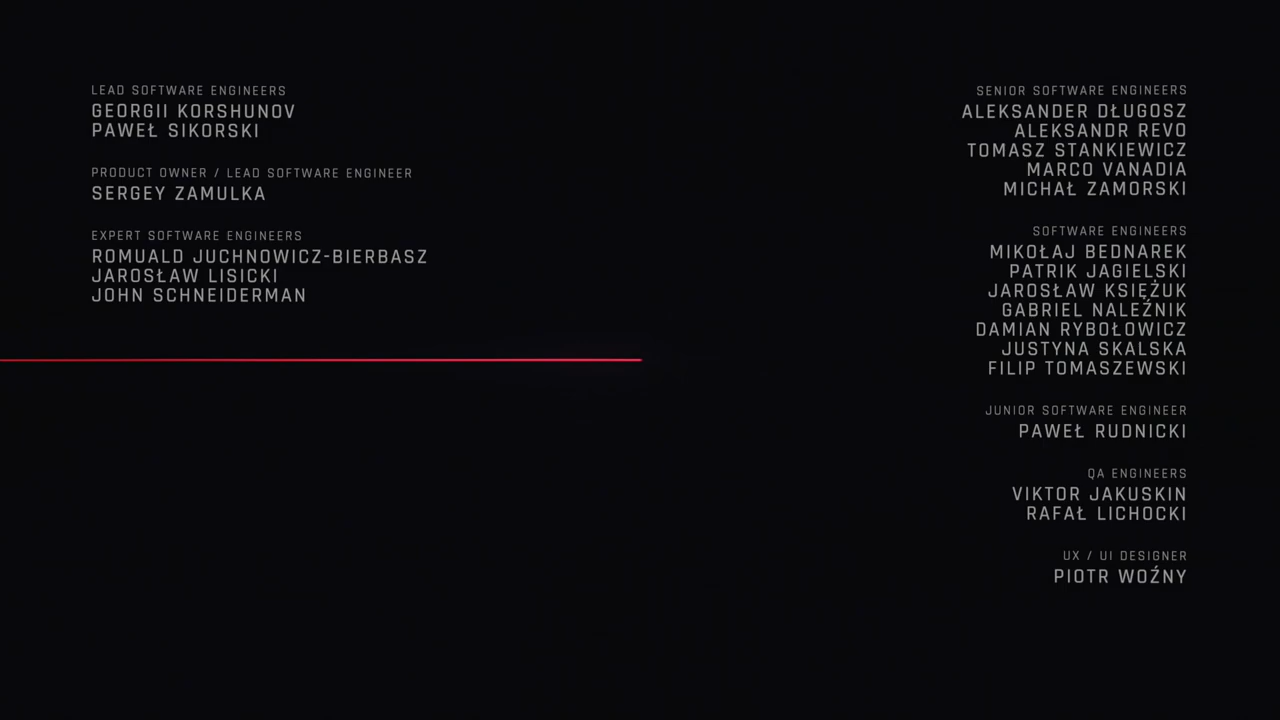 LEAD SOFTWARE ENGINEERS
GEORGII KORSHUNOV
PAWEŁ SIKORSKI
PRODUCT OWNER / LEAD SOFTWARE ENGINEER
SERGEY ZAMULKA
EXPERT SOFTWARE ENGINEERS
ROMUALD JUCHNOWICZ-BIERBASZ
JAROSŁAW LISICKI
JOHN SCHNEIDERMAN
SENIOR SOFTWARE ENGINEERS
ALEKSANDER DŁUGOSZ
ALEKSANDR REVO
TOMASZ STANKIEWICZ
MARCO VANADIA
MICHAŁ ZAMORSKI
SOFTWARE ENGINEERS
MIKOŁAJ BEDNAREK
PATRIK JAGIELSKI
JAROSŁAW KSIĘŻUK
GABRIEL NALEŹNIK
DAMIAN RYBOŁOWICZ
JUSTYNA SKALSKA
FILIP TOMASZEWSKI
JUNIOR SOFTWARE ENGINEER
PAWEŁ RUDNICKI
QA ENGINEERS
VIKTOR JAKUSKIN
RAFAŁ LICHOCKI
UX / UI DESIGNER
PIOTR WOŹNY